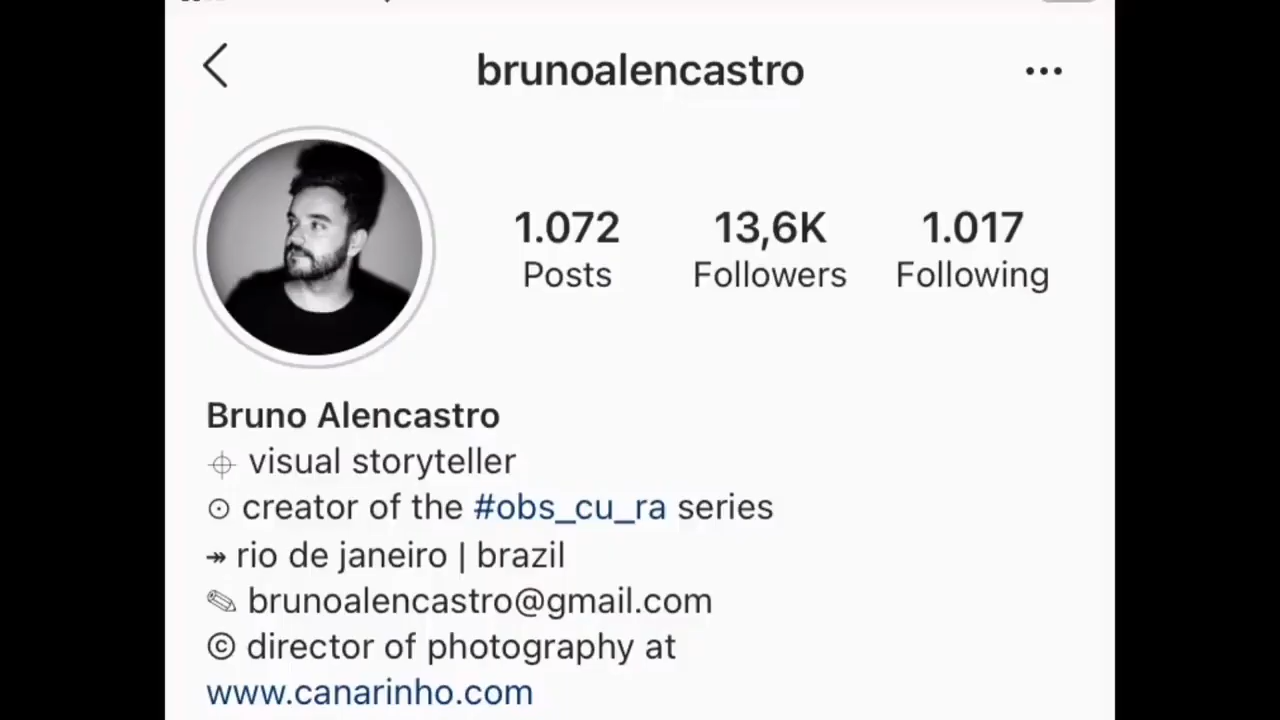 brunoalencastro
1.072 13,6K 1.017
Posts Followers Following
Bruno Alencastro
visual storyteller
creator of the #obs_cu_ra series
↠ rio de janeiro | brazil
✎ brunoalencastro@gmail.com
© director of photography at
www.canarinho.com